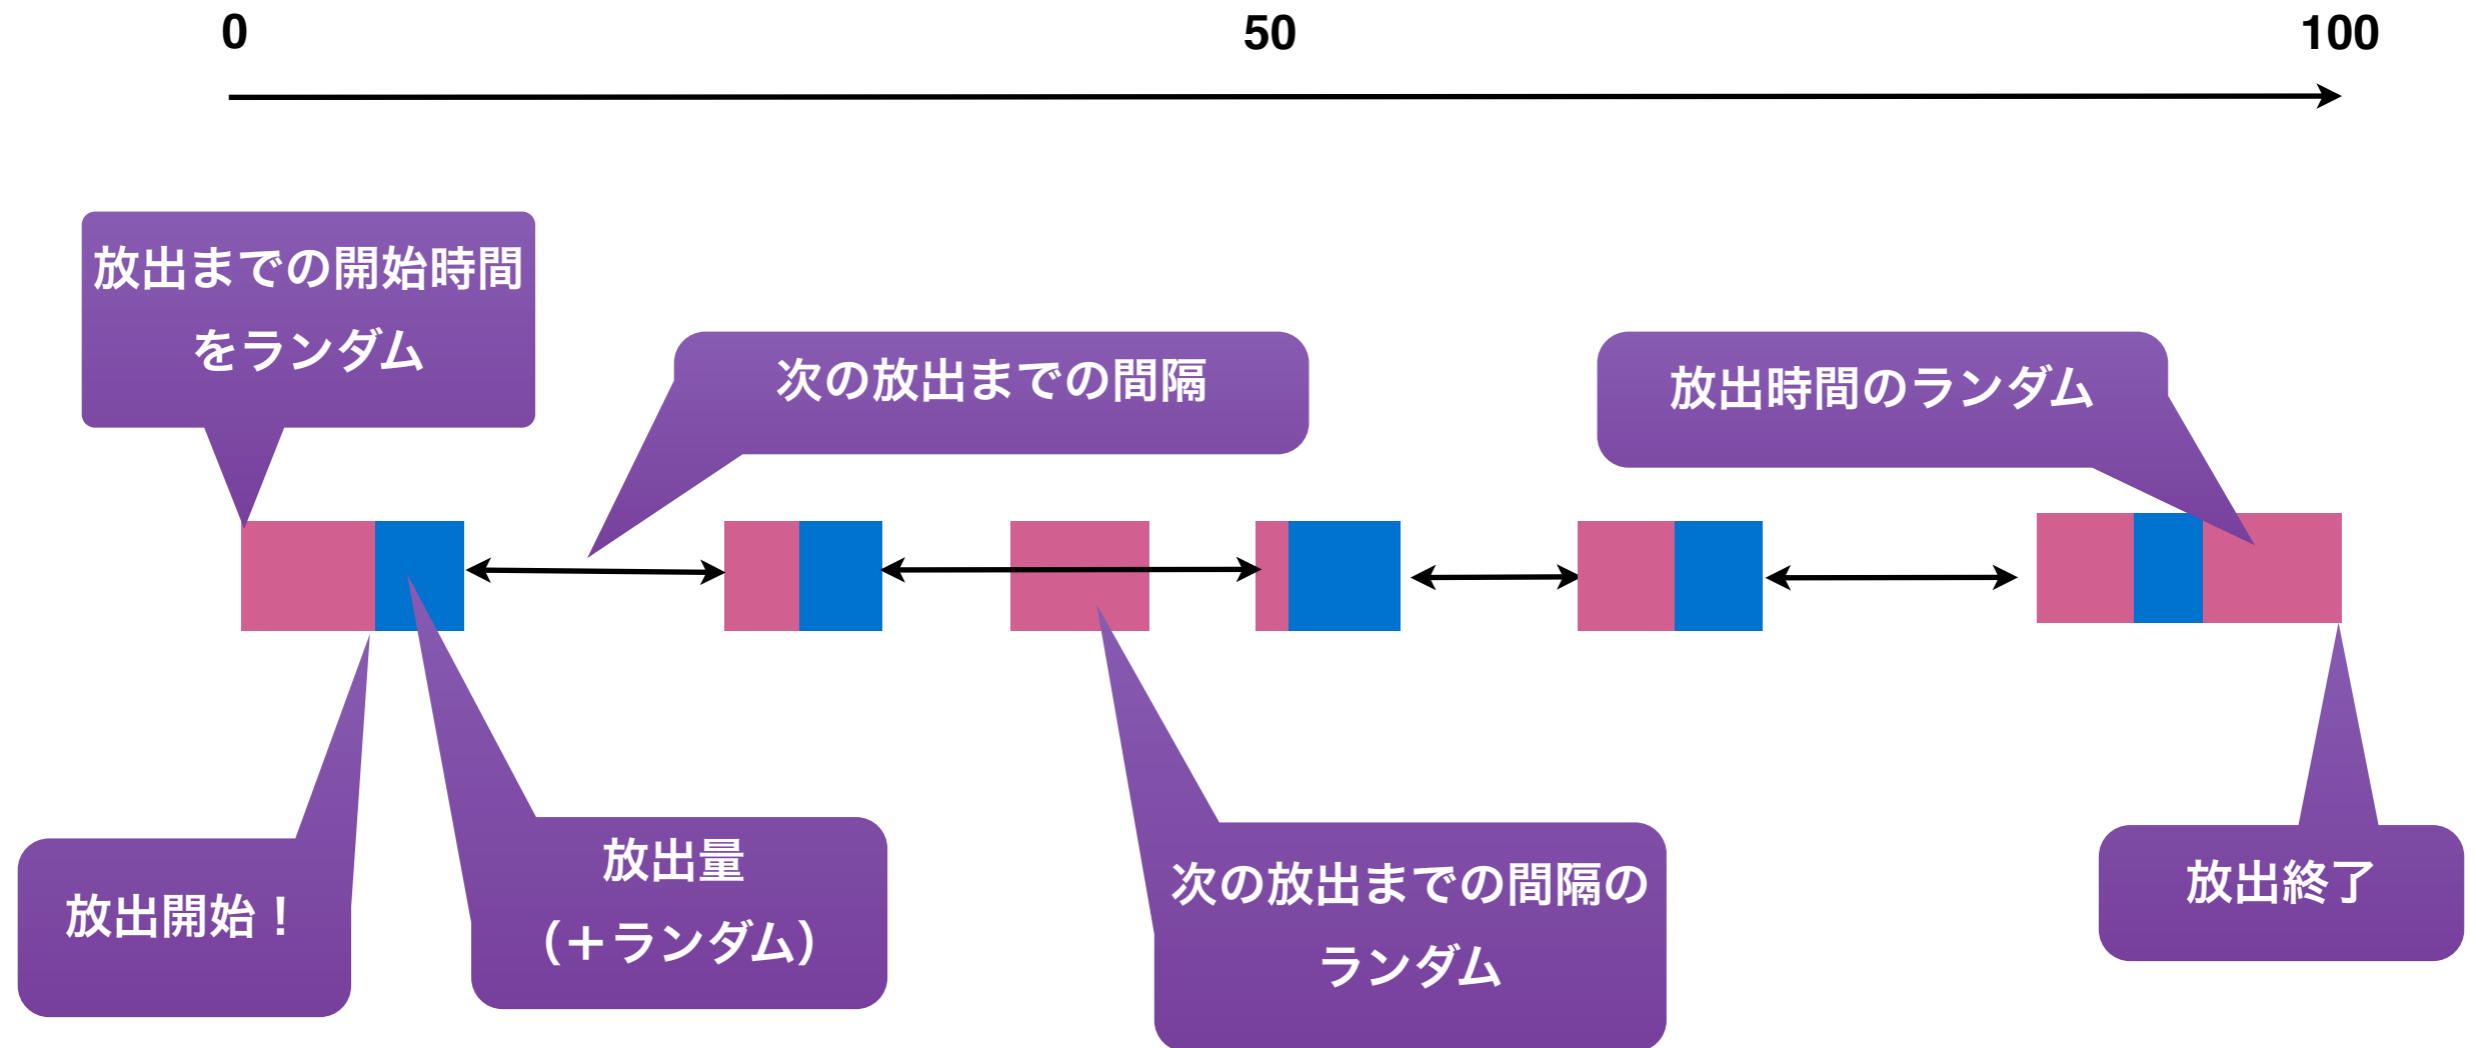 0
50
100
放出までの開始時間
をランダム
次の放出までの間隔
放出時間のランダム
放出開始！
放出量
（＋ランダム）
次の放出までの間隔の
ランダム
放出終了